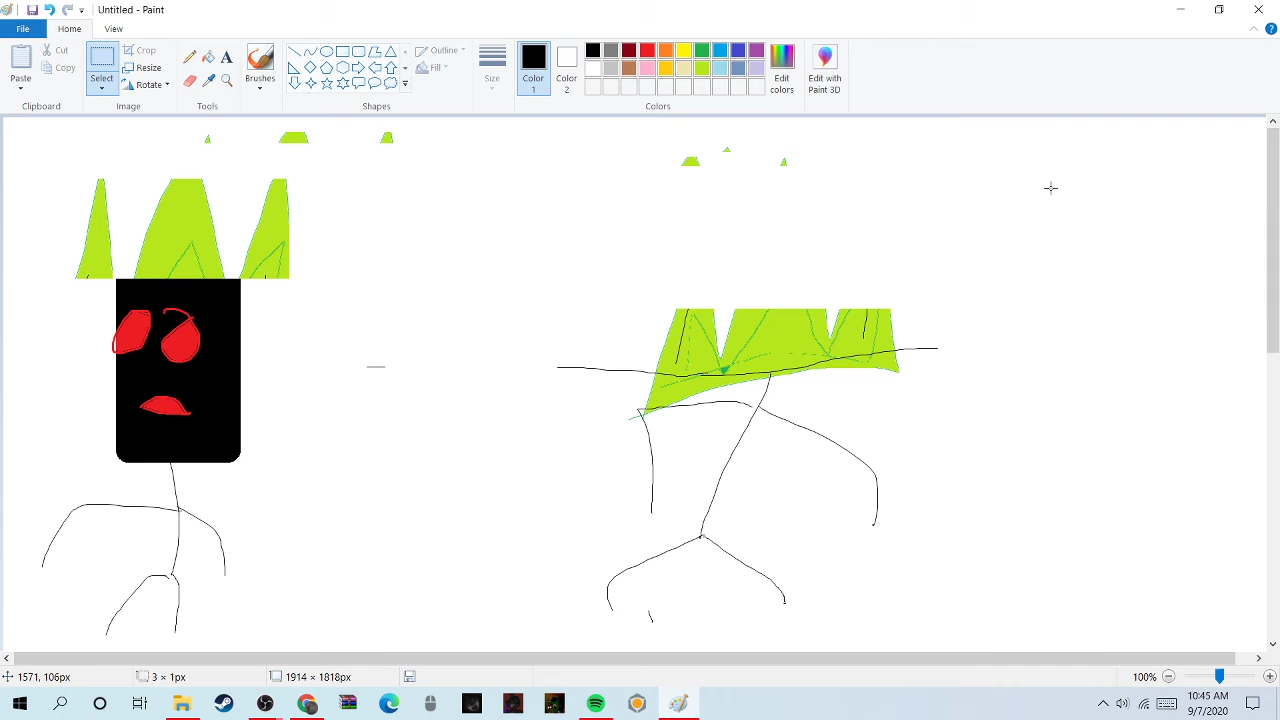 Untitled - Paint
File
Home
View
Paste
Cut
Copy
Clipboard
Select
Crop
Resize
Rotate
Image
A
Tools
Brushes
Outline
Fill
Shapes
Size
Color
1
Color
2
Edit
colors
Colors
Edit with
Paint 3D
1571, 106px
3 × 1px
1914 × 1818px
100%
10:45 AM
9/7/2020